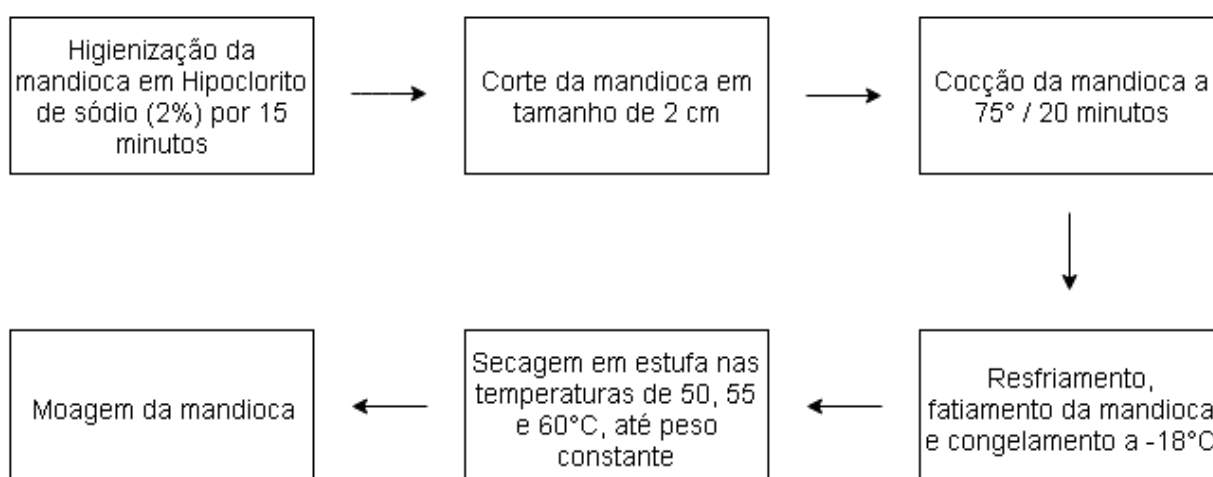 Higienização da
mandioca em Hipoclorito
de sódio (2%) por 15
minutos
Corte da mandioca em
tamanho de 2 cm
Cocção da mandioca a
75° / 20 minutos
Resfriamento,
fatiamento da mandioca
e congelamento a -18°C
Secagem em estufa nas
temperaturas de 50, 55
e 60°C, até peso
constante
Moagem da mandioca